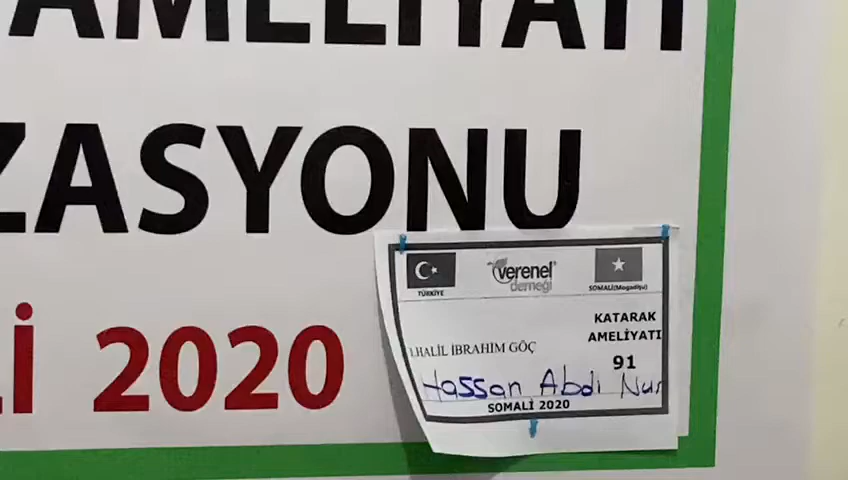 AMELİYATI
ZASYONU
Lİ 2020
TÜRKİYE
verenel
derneği
SOMALİ(Mogadişu)
KATARAK
AMELİYATI
HALİL İBRAHİM GÖÇ
91
Hassan Abdi Nur
SOMALİ 2020